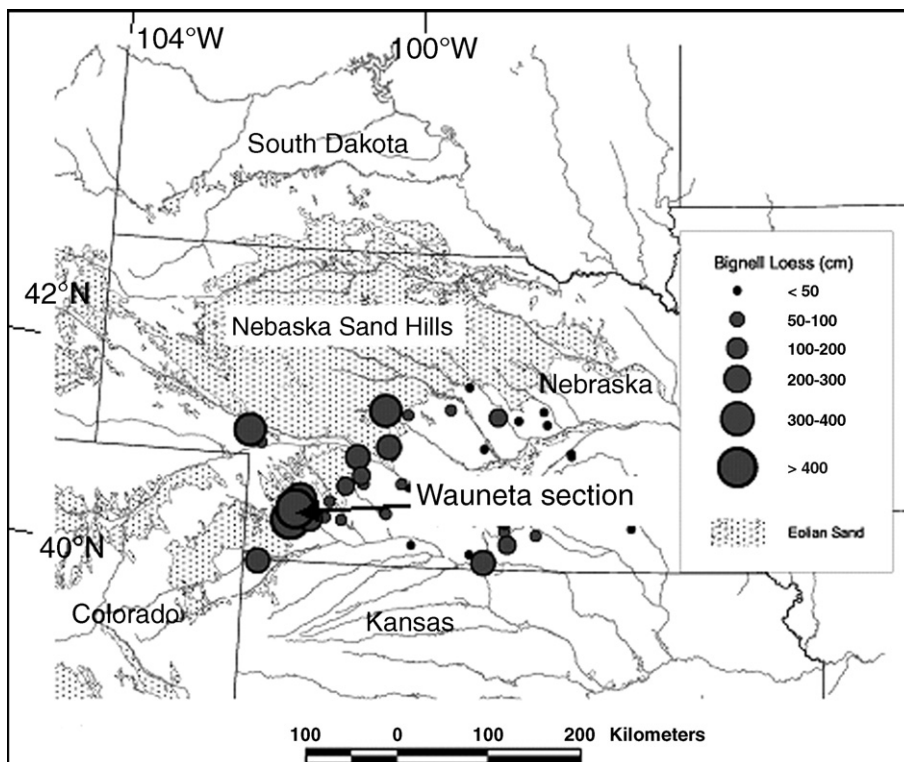 104°W
100°W
South Dakota
42°N
Nebaska Sand Hills
Nebraska
Wauneta section
40°N
Colorado
Kansas
Bignell Loess (cm)
< 50
50-100
100-200
200-300
300-400
> 400
Eolian Sand
100 0 100 200 Kilometers